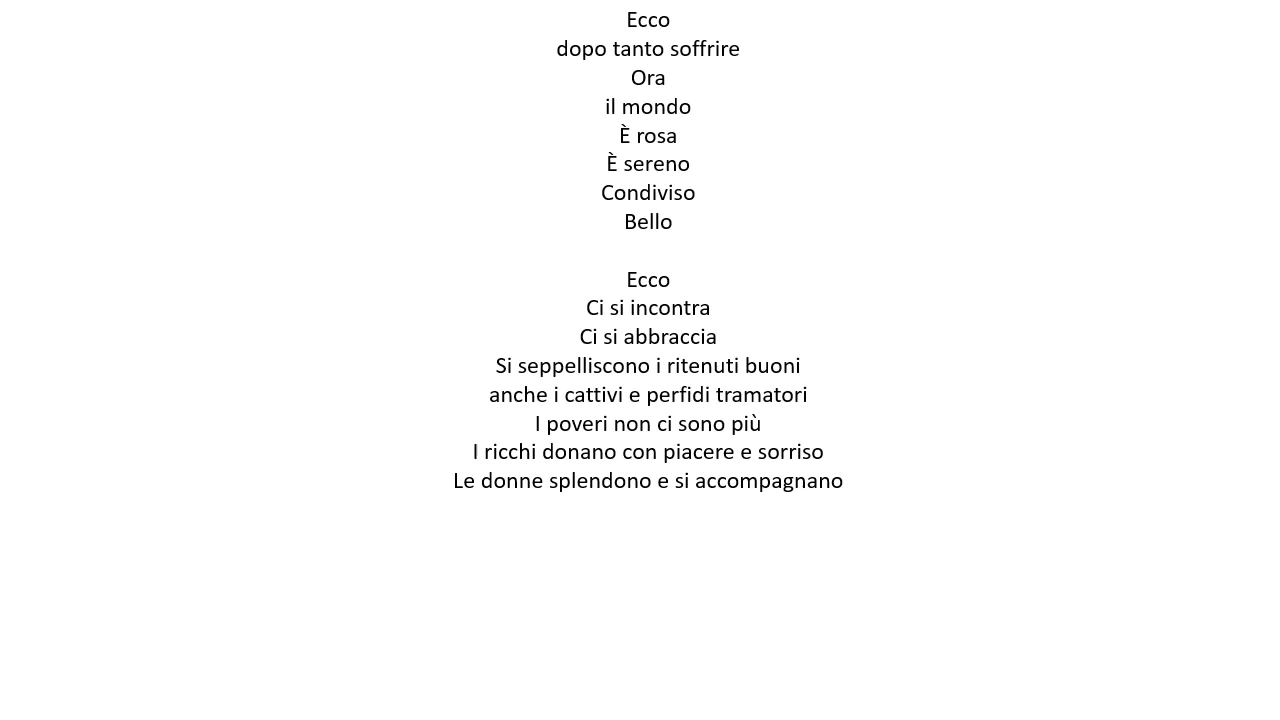 Ecco
dopo tanto soffrire
Ora
il mondo
È rosa
È sereno
Condiviso
Bello

Ecco
Ci si incontra
Ci si abbraccia
Si seppelliscono i ritenuti buoni
anche i cattivi e perfidi tramatori
I poveri non ci sono più
I ricchi donano con piacere e sorriso
Le donne splendono e si accompagnano